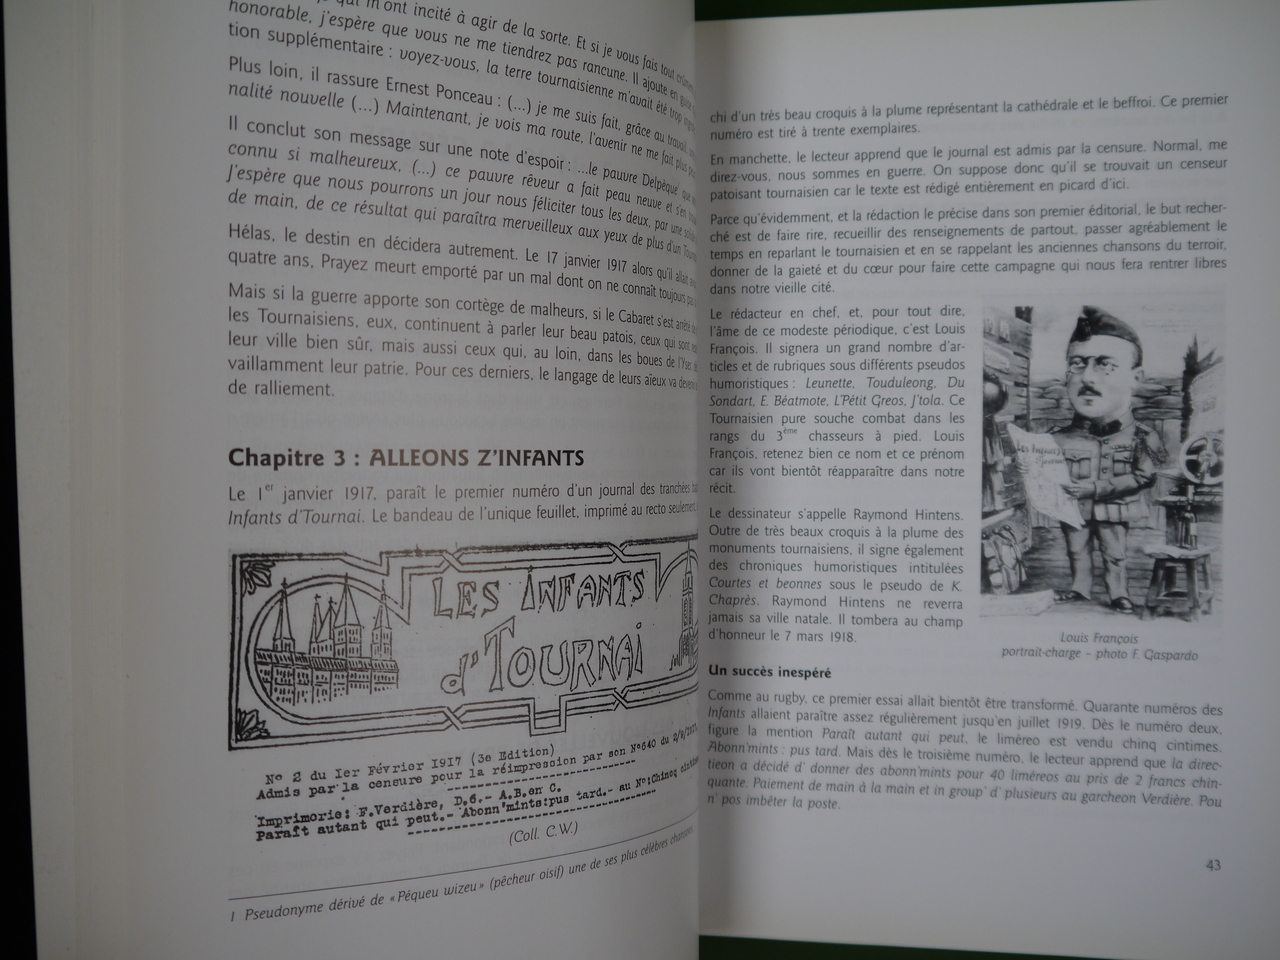 qui m'ont incité à agir de la sorte. Et si je vous fais tout
honorable, j'espère que vous ne me tiendrez pas rancune. Il ajoute en
tion supplémentaire : voyez-vous, la terre tournaisienne m'avait été trop
Plus loin, il rassure Ernest Ponceau : (...) je me suis fait, grâce au travail,
nalité nouvelle (...) Maintenant, je vois ma route, l'avenir ne me fait plus
Il conclut son message sur une note d'espoir : ...le pauvre Delpèque que
connu si malheureux, (...) ce pauvre rêveur a fait peau neuve et s'en
J'espère que nous pourrons un jour nous féliciter tous les deux, par une
de main, de ce résultat qui paraîtra merveilleux aux yeux de plus d'un
Hélas, le destin en décidera autrement. Le 17 janvier 1917 alors qu'il allait
quatre ans, Prayez meurt emporté par un mal dont on ne connaît toujours pas
Mais si la guerre apporte son cortège de malheurs, si le Cabaret s'est
les Tournaisiens, eux, continuent à parler leur beau patois, ceux qui sont
leur ville bien sûr, mais aussi ceux qui, au loin, dans les boues de l'Yser
vaillamment leur patrie. Pour ces derniers, le langage de leurs aïeux va
de ralliement.
Chapitre 3 : ALLEONS Z'INFANTS
Le 1er janvier 1917, paraît le premier numéro d'un journal des tranchées
Infants d'Tournai. Le bandeau de l'unique feuillet, imprimé au recto seulement,
LES INFANTS
d'TOURNAI
No 2 du 1er Février 1917 (3e Edition)
Admis par la censure pour la réimpression par son No640 du 2/8/
Imprimorie: F.Verdière, D.6.- A.B.en C.
Paraît autant qui peut.- Abonn'mints:pus tard.- au No:Chincq
(Coll. C.W.)
1 Pseudonyme dérivé de « Péqueu wizeu » (pêcheur oisif) une de ses plus célèbres
chi d'un très beau croquis à la plume représentant la cathédrale et le beffroi. Ce premier
numéro est tiré à trente exemplaires.
En manchette, le lecteur apprend que le journal est admis par la censure. Normal, me
direz-vous, nous sommes en guerre. On suppose donc qu'il se trouvait un censeur
patoisant tournaisien car le texte est rédigé entièrement en picard d'ici.
Parce qu'évidemment, et la rédaction le précise dans son premier éditorial, le but recher-
ché est de faire rire, recueillir des renseignements de partout, passer agréablement le
temps en reparlant le tournaisien et en se rappelant les anciennes chansons du terroir,
donner de la gaieté et du cœur pour faire cette campagne qui nous fera rentrer libres
dans notre vieille cité.
Le rédacteur en chef, et, pour tout dire,
l'âme de ce modeste périodique, c'est Louis
François. Il signera un grand nombre d'ar-
ticles et de rubriques sous différents pseudos
humoristiques : Leunette, Touduleong, Du
Sondart, E. Béatmote, L'Pétit Greos, J'tola. Ce
Tournaisien pure souche combat dans les
rangs du 3ème chasseurs à pied. Louis
François, retenez bien ce nom et ce prénom
car ils vont bientôt réapparaître dans notre
récit.
Le dessinateur s'appelle Raymond Hintens.
Outre de très beaux croquis à la plume des
monuments tournaisiens, il signe également
des chroniques humoristiques intitulées
Courtes et beonnes sous le pseudo de K.
Chaprès. Raymond Hintens ne reverra
jamais sa ville natale. Il tombera au champ
d'honneur le 7 mars 1918.
Les Infants
Louis François
portrait-charge – photo F. Gaspardo
Un succès inespéré
Comme au rugby, ce premier essai allait bientôt être transformé. Quarante numéros des
Infants allaient paraître assez régulièrement jusqu'en juillet 1919. Dès le numéro deux,
figure la mention Paraît autant qui peut, le liméreo est vendu chinq cintimes.
Abonn'mints : pus tard. Mais dès le troisième numéro, le lecteur apprend que la direc-
tieon a décidé d' donner des abonn'mints pour 40 liméreos au pris de 2 francs chin-
quante. Paiement de main à la main et in group' d' plusieurs au garcheon Verdière. Pou
n' pos imbêter la poste.
43